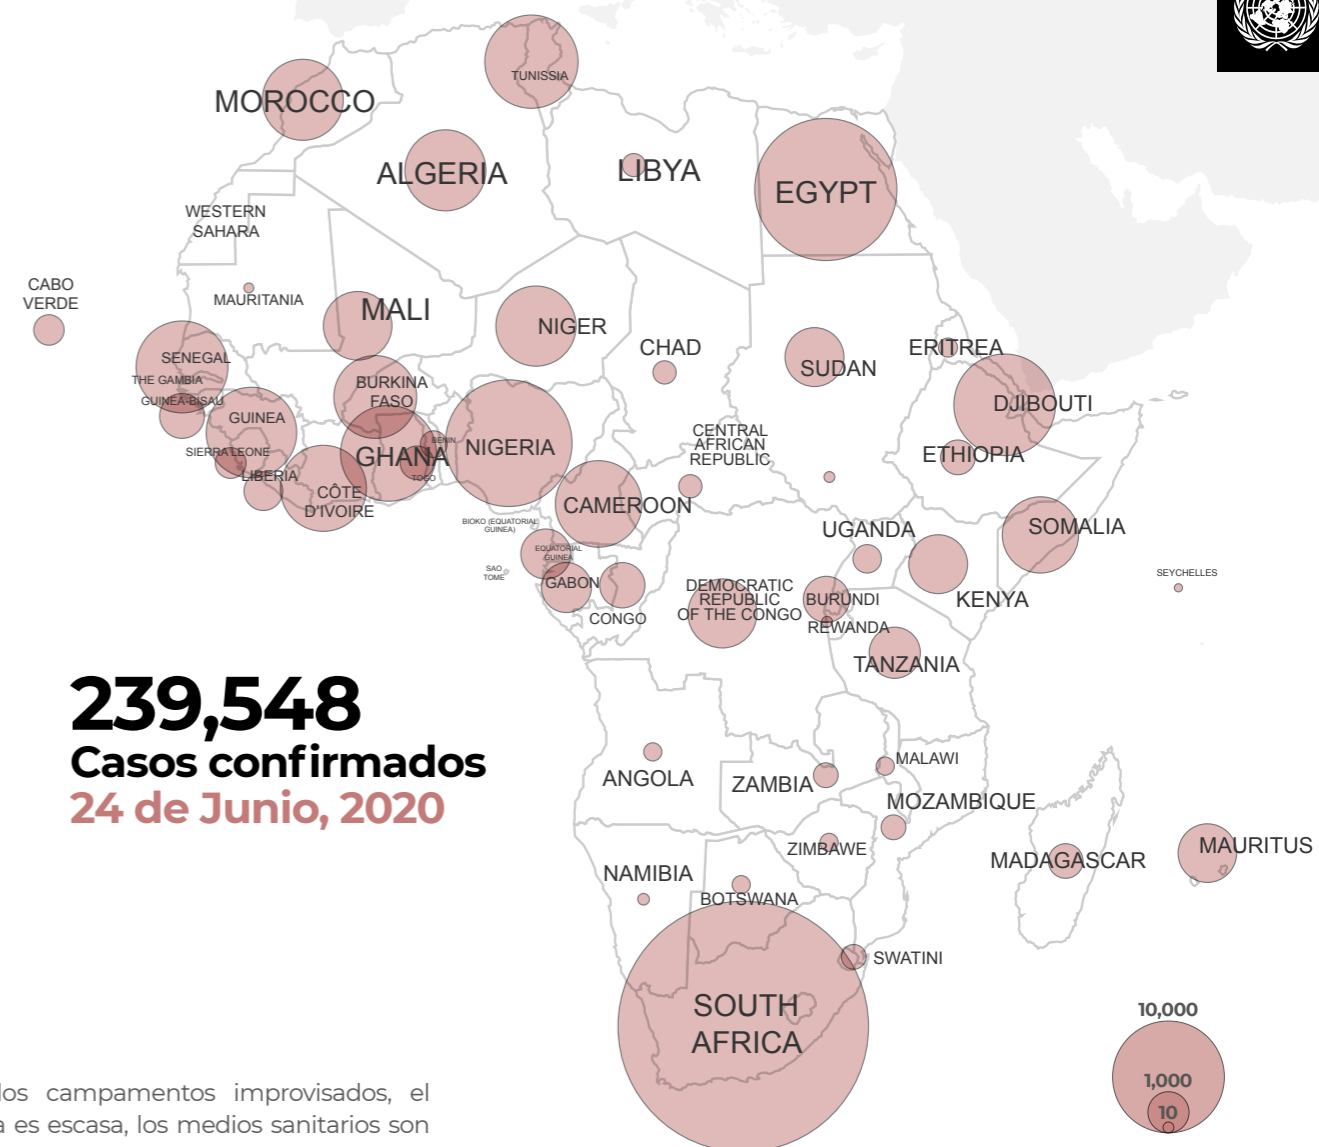 TUNISSIA
MOROCCO
ALGERIA
LIBYA
EGYPT
WESTERN
SAHARA
CABO
VERDE
MAURITANIA
MALI
NIGER
CHAD
SUDAN
ERITREA
SENEGAL
THE GAMBIA
GUINEA-BISAU
GUINEA
BURKINA
FASO
DJIBOUTI
SIERRA LEONE
LIBERIA
CÔTE
D'IVOIRE
GHANA
BENIN
TOGO
NIGERIA
CENTRAL
AFRICAN
REPUBLIC
ETHIOPIA
CAMEROON
BIOKO (EQUATORIAL
GUINEA)
UGANDA
SOMALIA
EQUATORIAL
GUINEA
SAO
TOME
GABON
CONGO
DEMOCRATIC
REPUBLIC
OF THE CONGO
BURUNDI
REWANDA
KENYA
SEYCHELLES
TANZANIA
239,548
Casos confirmados
24 de Junio, 2020
ANGOLA
ZAMBIA
MALAWI
MOZAMBIQUE
ZIMBAWE
MADAGASCAR
MAURITUS
NAMIBIA
BOTSWANA
SWATINI
SOUTH
AFRICA
10,000
1,000
10
los campamentos improvisados, el
a es escasa, los medios sanitarios son